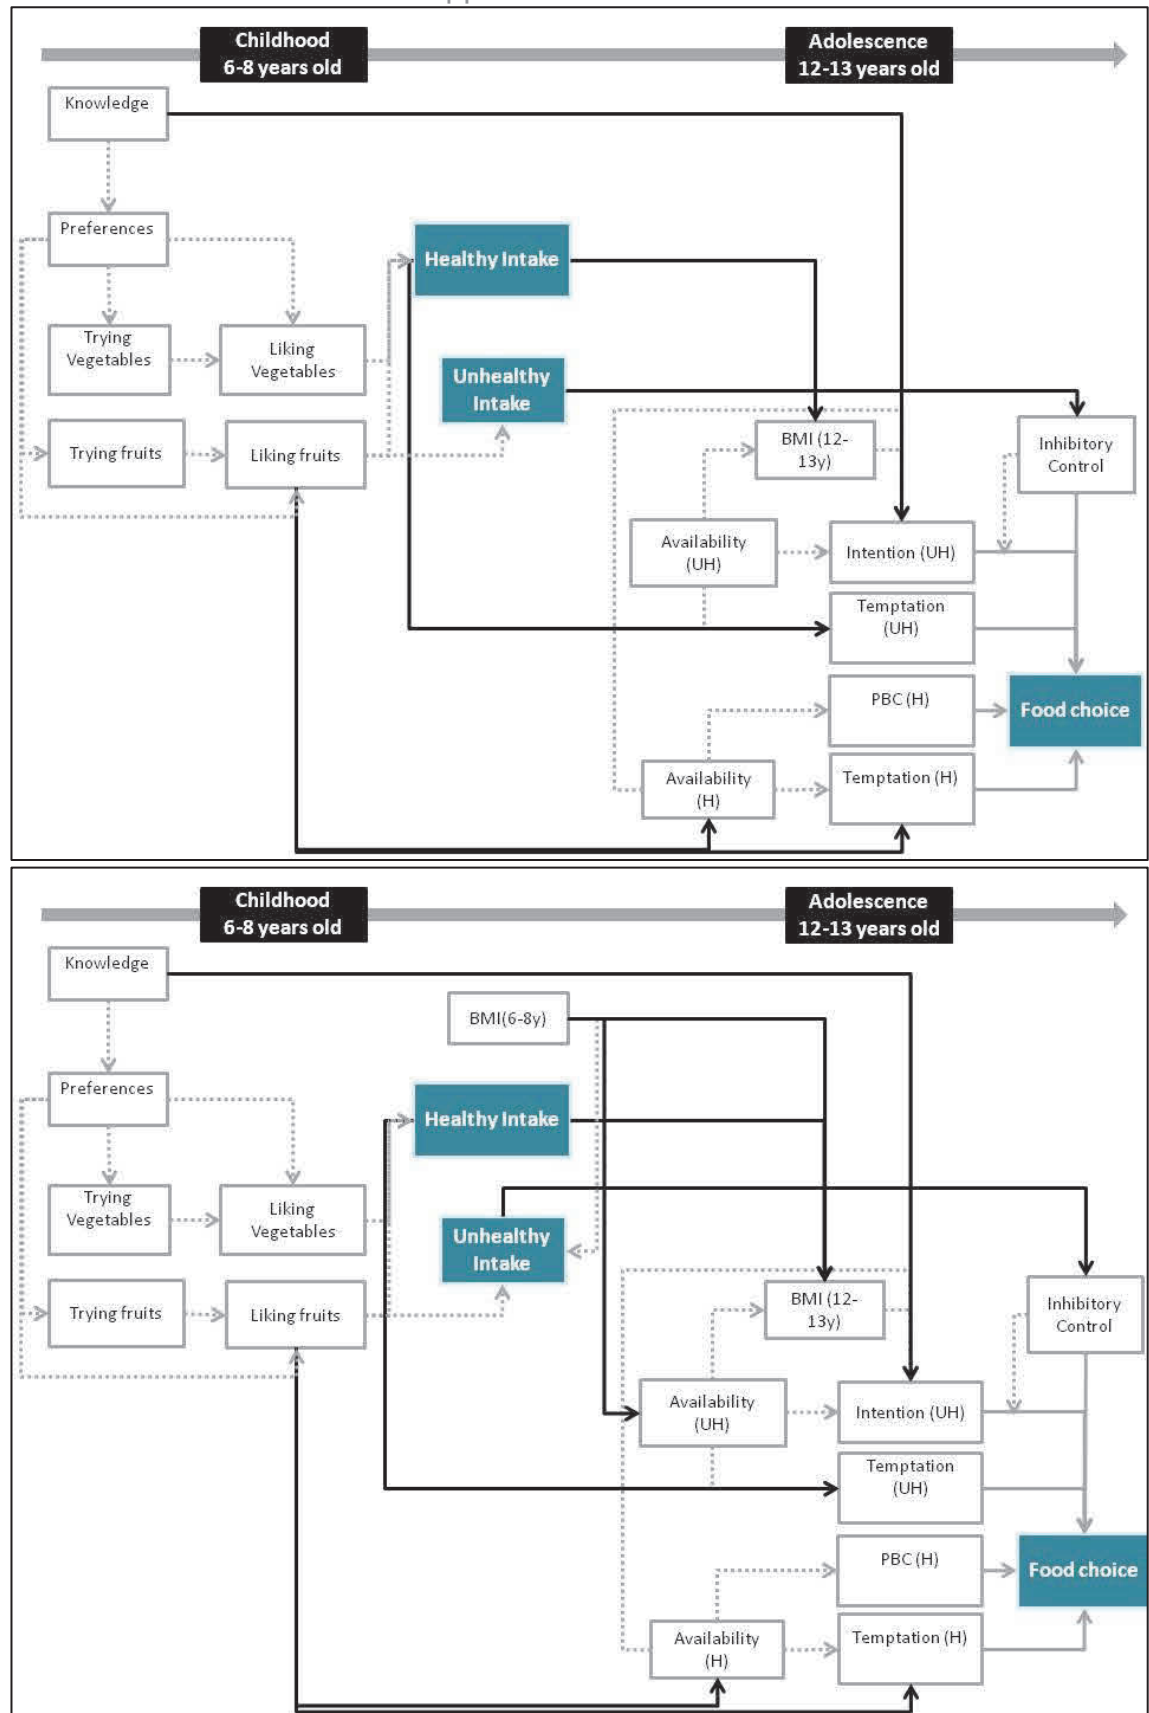 Childhood
6-8 years old
Adolescence
12-13 years old
Knowledge
Preferences
Healthy Intake
Trying
Vegetables
Liking
Vegetables
Unhealthy
Intake
Trying fruits
Liking fruits
BMI (12-
13y)
Inhibitory
Control
Availability
(UH)
Intention (UH)
Temptation
(UH)
PBC (H)
Food choice
Availability
(H)
Temptation (H)
Childhood
6-8 years old
Adolescence
12-13 years old
Knowledge
BMI(6-8y)
Preferences
Healthy Intake
Trying
Vegetables
Liking
Vegetables
Unhealthy
Intake
Trying fruits
Liking fruits
BMI (12-
13y)
Inhibitory
Control
Availability
(UH)
Intention (UH)
Temptation
(UH)
PBC (H)
Food choice
Availability
(H)
Temptation (H)